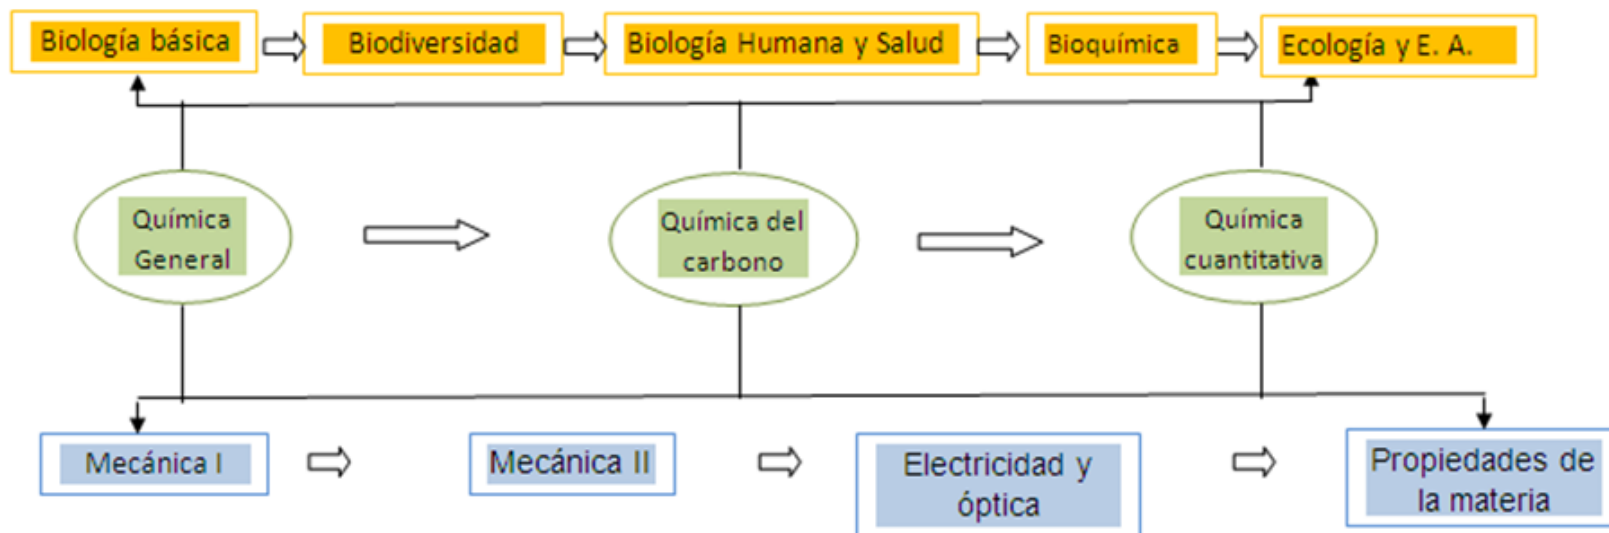 Biología básica
Biodiversidad
Biología Humana y Salud
Bioquímica
Ecología y E. A.
Química
General
Química del
carbono
Química
cuantitativa
Mecánica I
Mecánica II
Electricidad y
óptica
Propiedades de
la materia